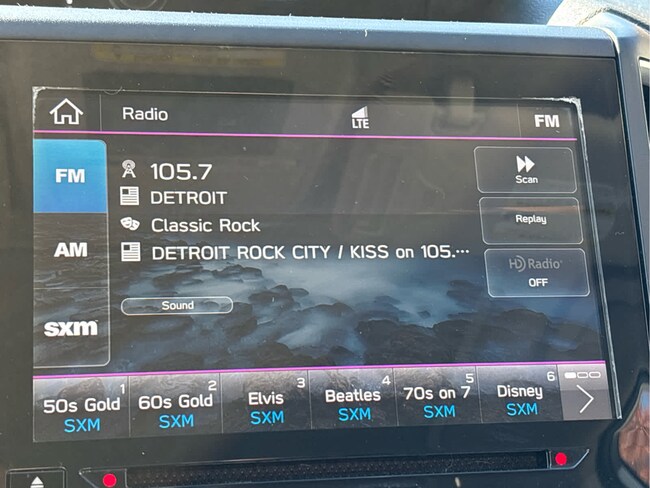 Radio
LTE
FM
FM
AM
sxm
105.7
DETROIT
Classic Rock
DETROIT ROCK CITY / KISS on 105.···
Sound
Scan
Replay
HD Radio
OFF
1
50s Gold
SXM
2
60s Gold
SXM
3
Elvis
SXM
4
Beatles
SXM
5
70s on 7
SXM
6
Disney
SXM